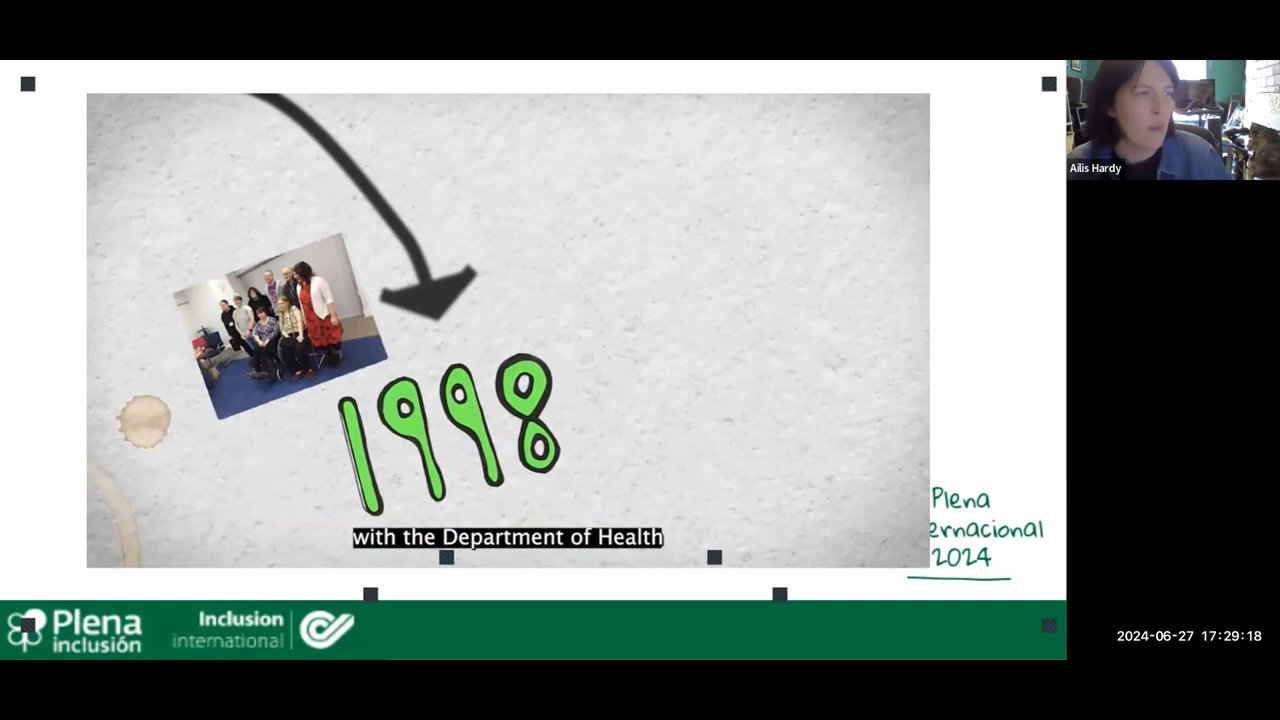 Ailis Hardy
1998
with the Department of Health
Plena
ernacional
2024
Plena
inclusión
Inclusion
international
2024-06-27 17:29:18